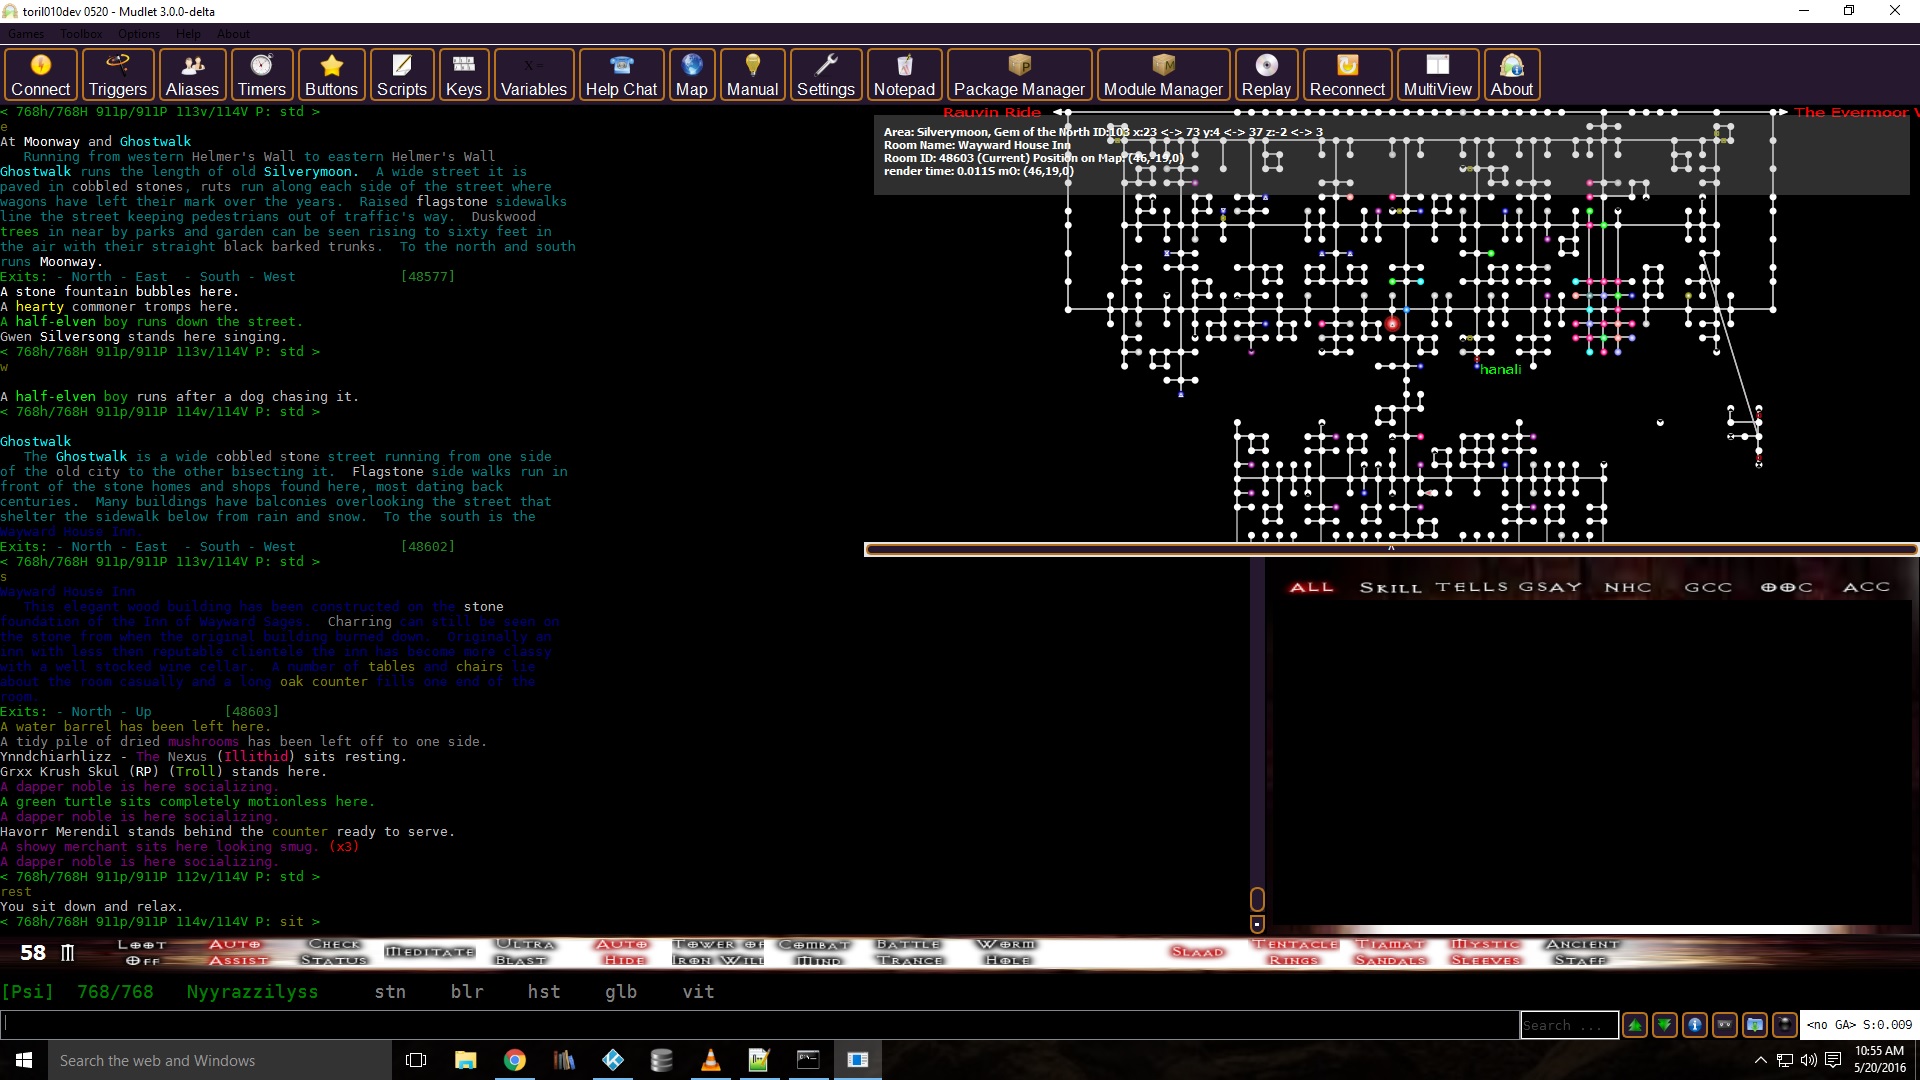 toril010dev 0520 - Mudlet 3.0.0-delta
Games Toolbox Options Help About
Connect Triggers Aliases Timers Buttons Scripts Keys Variables Help Chat Map Manual Settings Notepad Package Manager Module Manager Replay Reconnect MultiView About
< 768h/768H 911p/911P 113v/114V P: std >
e
At Moonway and Ghostwalk
Running from western Helmer's Wall to eastern Helmer's Wall
Ghostwalk runs the length of old Silverymoon. A wide street it is
paved in cobbled stones, ruts run along each side of the street where
wagons have left their mark over the years. Raised flagstone sidewalks
line the street keeping pedestrians out of traffic's way. Duskwood
trees in near by parks and garden can be seen rising to sixty feet in
the air with their straight black barked trunks. To the north and south
runs Moonway.
Exits: - North - East - South - West [48577]
A stone fountain bubbles here.
A hearty commoner tromps here.
A half-elven boy runs down the street.
Gwen Silversong stands here singing.
< 768h/768H 911p/911P 113v/114V P: std >
w
A half-elven boy runs after a dog chasing it.
< 768h/768H 911p/911P 114v/114V P: std >
Ghostwalk
The Ghostwalk is a wide cobbled stone street running from one side
of the old city to the other bisecting it. Flagstone side walks run in
front of the stone homes and shops found here, most dating back
centuries. Many buildings have balconies overlooking the street that
shelter the sidewalk below from rain and snow. To the south is the
Wayward House Inn.
Exits: - North - East - South - West [48602]
< 768h/768H 911p/911P 113v/114V P: std >
s
Wayward House Inn
This elegant wood building has been constructed on the stone
foundation of the Inn of Wayward Sages. Charring can still be seen on
the stone from when the original building burned down. Originally an
inn with less then reputable clientele the inn has become more classy
with a well stocked wine cellar. A number of tables and chairs lie
about the room casually and a long oak counter fills one end of the
room.
Exits: - North - Up [48603]
A water barrel has been left here.
A tidy pile of dried mushrooms has been left off to one side.
Ynndchiarhlizz - The Nexus (Illithid) sits resting.
Grxx Krush Skul (RP) (Troll) stands here.
A dapper noble is here socializing.
A green turtle sits completely motionless here.
A dapper noble is here socializing.
Havorr Merendil stands behind the counter ready to serve.
A showy merchant sits here looking smug. (x3)
A dapper noble is here socializing.
< 768h/768H 911p/911P 112v/114V P: std >
rest
You sit down and relax.
< 768h/768H 911p/911P 114v/114V P: sit >
Rauvin Ride
The Evermoor
Area: Silverymoon, Gem of the North ID:103 x:23 <-> 73 y:4 <-> 37 z:-2 <-> 3
Room Name: Wayward House Inn
Room ID: 48603 (Current) Position on Map: (46,19,0)
render time: 0.0115 mO: (46,19,0)
hanali
^
ALL SKILL TELLS GSAY NHC GCC OOC ACC
58
LOOT OFF
AUTO ASSIST
CHECK STATUS
MEDITATE
ULTRA BLAST
AUTO HIDE
TOWER OF IRON WILL
COMBAT MIND
BATTLE TRANCE
WORM HOLE
SLAAD
TENTACLE RINGS
TIAMAT SANDALS
MYSTIC SLEEVES
ANCIENT STAFF
[Psi] 768/768 Nyyrazzilyss stn blr hst glb vit
Search ...
<no GA> S:0.009
Search the web and Windows
10:55 AM
5/20/2016